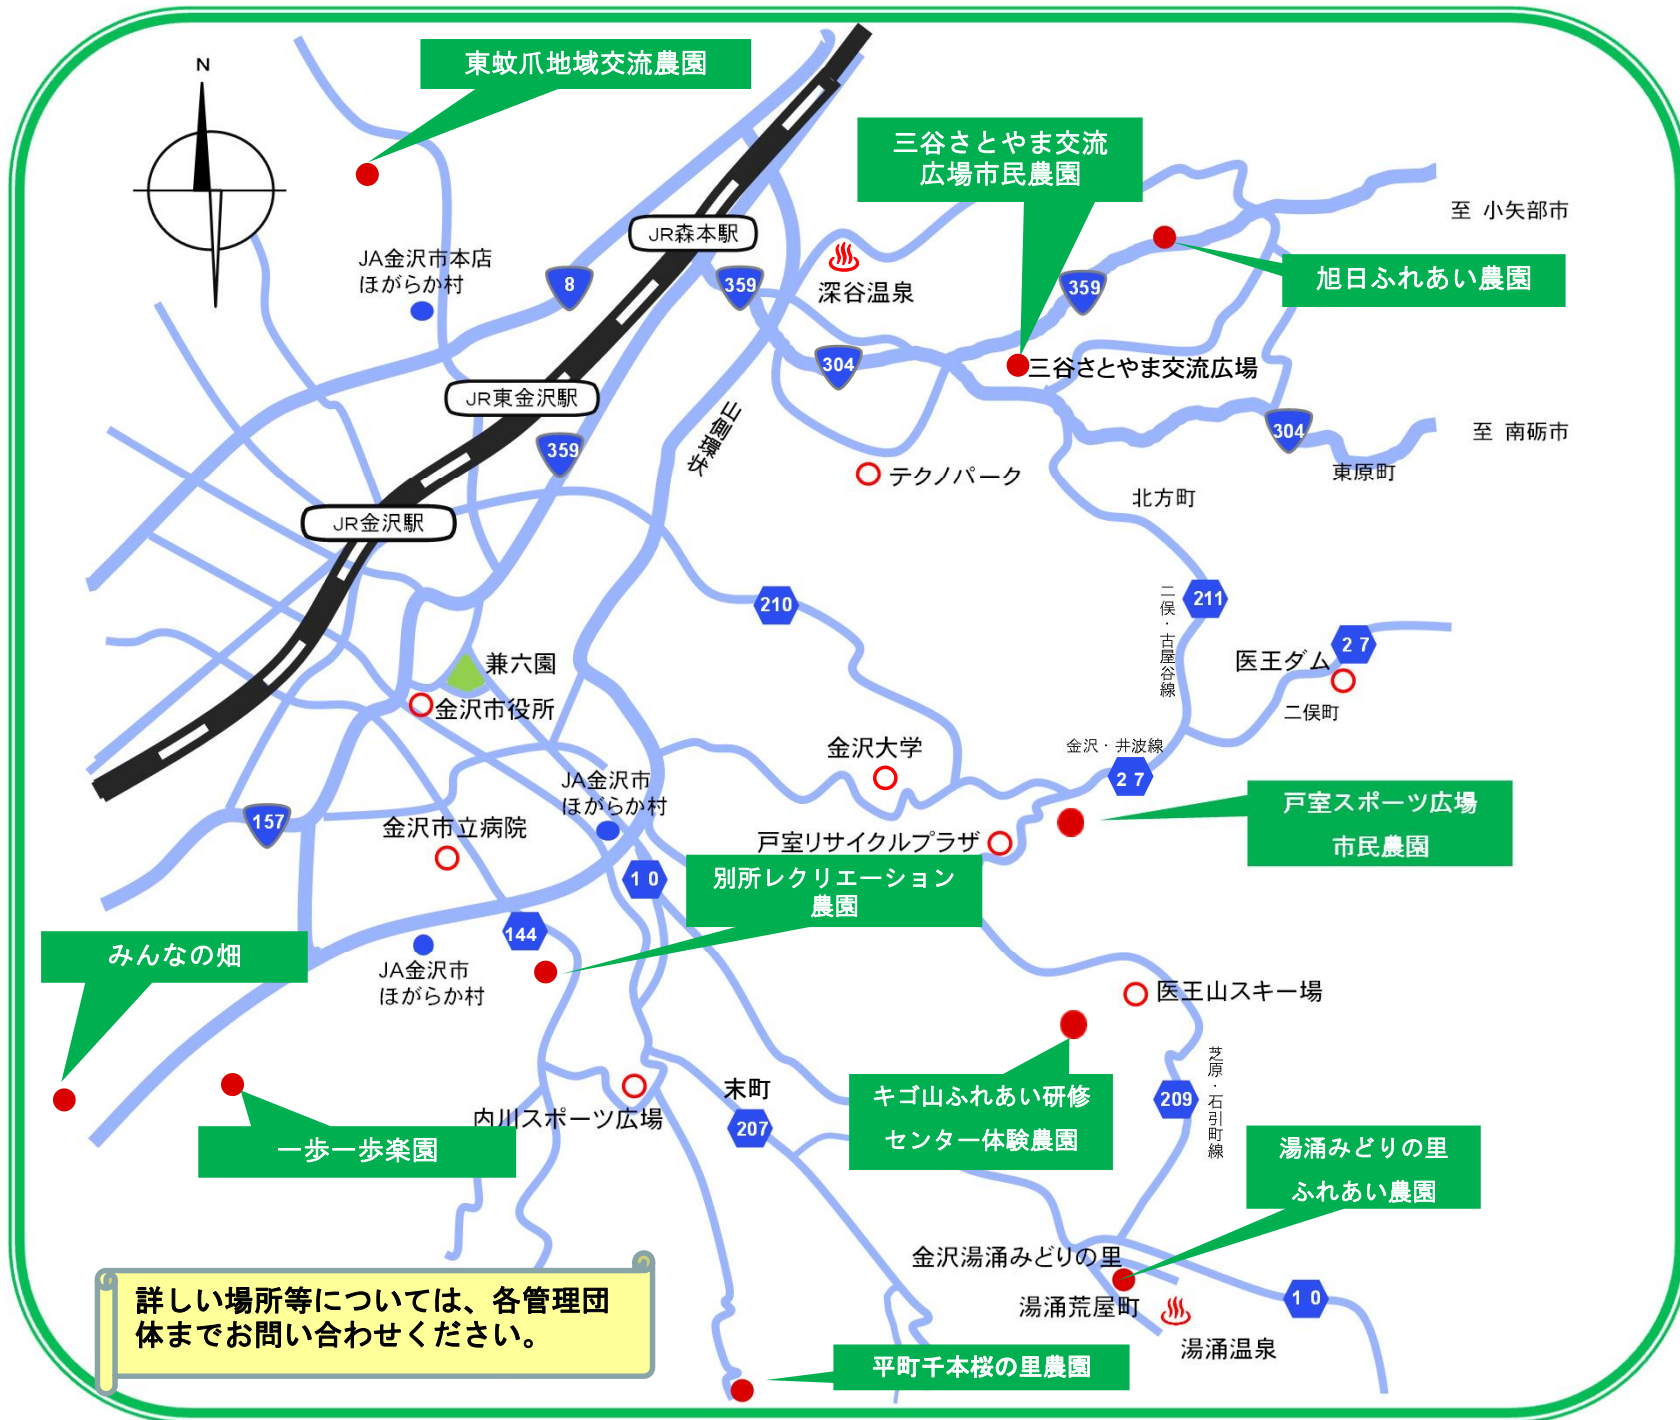 N
東蚊爪地域交流農園
三谷さとやま交流
広場市民農園
至 小矢部市
JR森本駅
JA金沢市本店
ほがらか村
8
359
深谷温泉
359
旭日ふれあい農園
304
三谷さとやま交流広場
JR東金沢駅
山側環状
304
至 南砺市
359
テクノパーク
東原町
北方町
JR金沢駅
210
二俣・古屋谷線
211
27
医王ダム
兼六園
金沢市役所
二俣町
金沢大学
金沢・井波線
27
JA金沢市
ほがらか村
157
金沢市立病院
戸室リサイクルプラザ
戸室スポーツ広場
市民農園
10
別所レクリエーション
農園
144
みんなの畑
JA金沢市
ほがらか村
医王山スキー場
芝原・石引町線
末町
キゴ山ふれあい研修
センター体験農園
209
内川スポーツ広場
207
一歩一歩楽園
湯涌みどりの里
ふれあい農園
金沢湯涌みどりの里
湯涌荒屋町
10
湯涌温泉
詳しい場所等については、各管理団
体までお問い合わせください。
平町千本桜の里農園